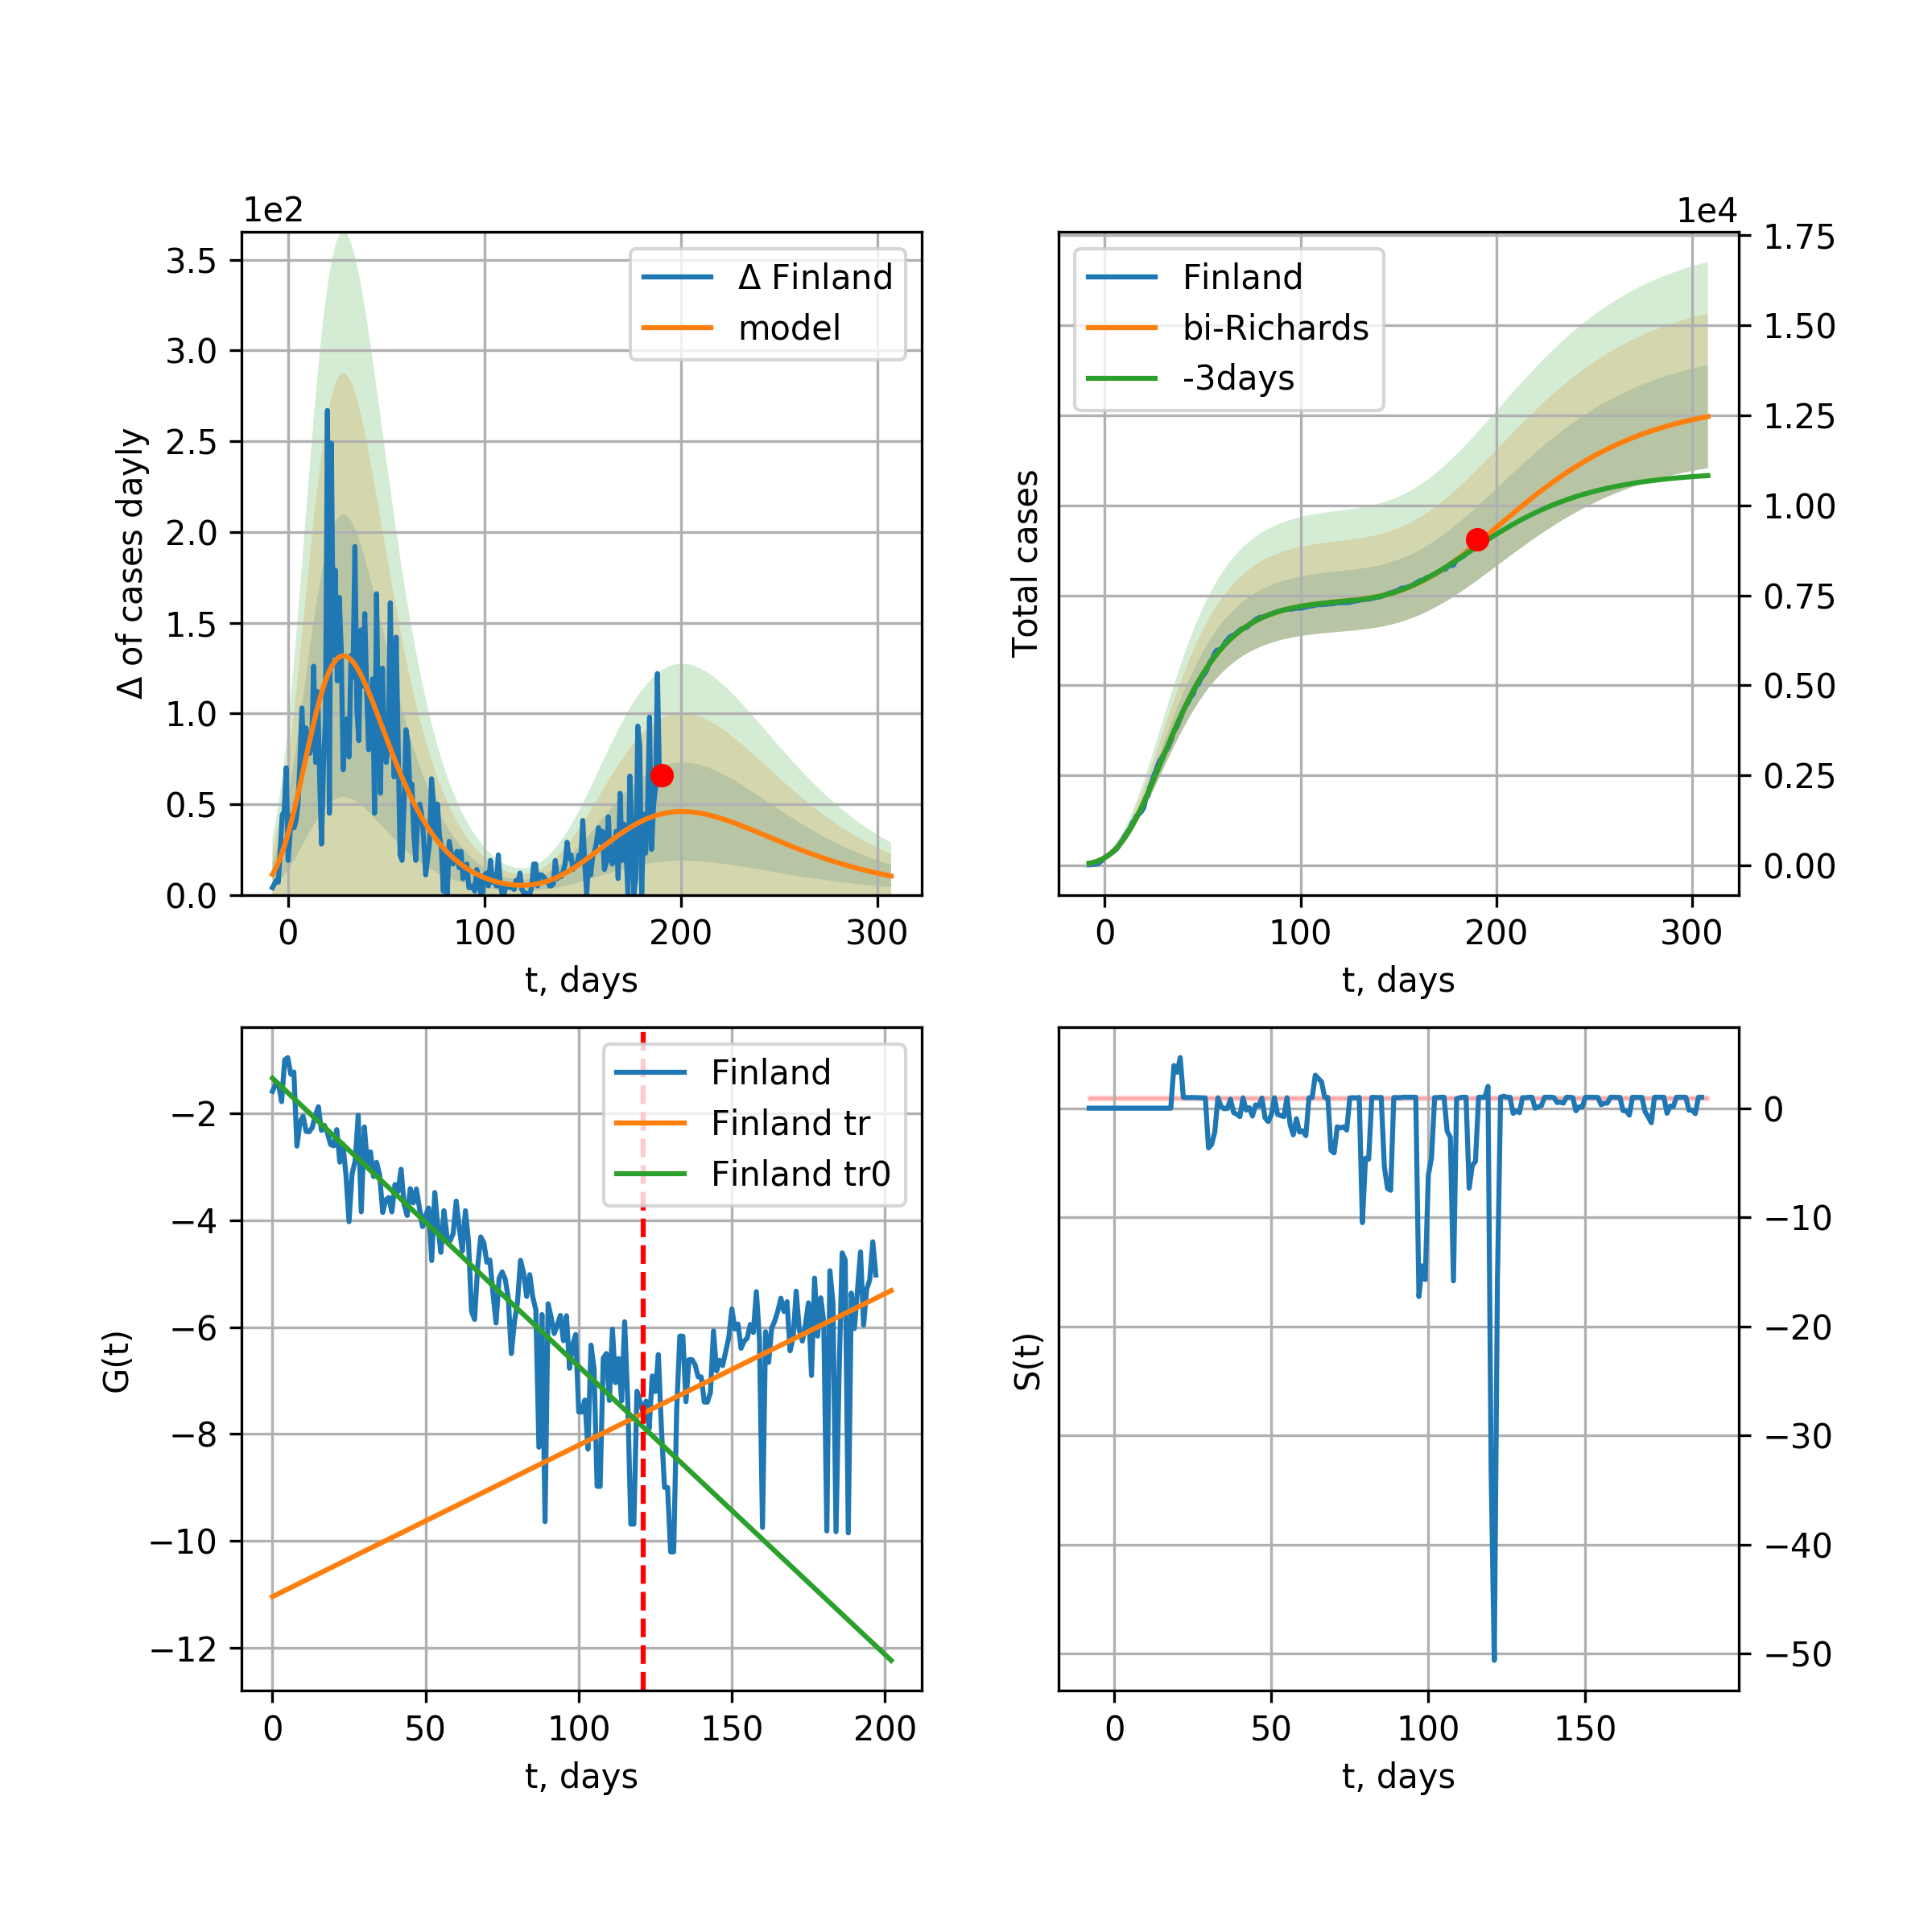 1e2
3.5
3.0
2.5
2.0
1.5
1.0
0.5
0.0
Δ of cases dayly
Δ Finland
model
0 100 200 300
t, days
1e4
1.75
1.50
1.25
1.00
0.75
0.50
0.25
0.00
Total cases
Finland
bi-Richards
-3days
0 100 200 300
t, days
−2
−4
−6
−8
−10
−12
G(t)
Finland
Finland tr
Finland tr0
0 50 100 150 200
t, days
0
−10
−20
−30
−40
−50
S(t)
0 50 100 150
t, days